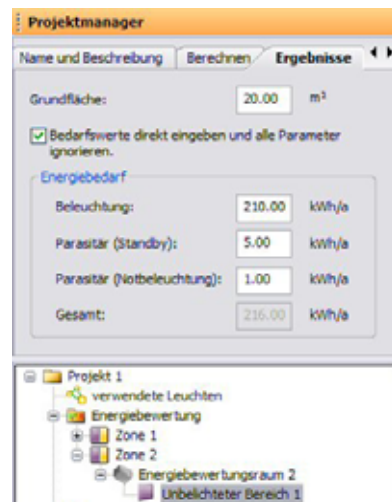 Projektmanager
Name und Beschreibung Berechnen Ergebnisse
Grundfläche: 20.00 m²
Bedarfswerte direkt eingeben und alle Parameter
ignorieren.
Energiebedarf
Beleuchtung: 210.00 kWh/a
Parasitär (Standby): 5.00 kWh/a
Parasitär (Notbeleuchtung): 1.00 kWh/a
Gesamt: 216.00 kWh/a
Projekt 1
verwendete Leuchten
Energiebewertung
Zone 1
Zone 2
Energiebewertungsraum 2
Unbelichteter Bereich 1